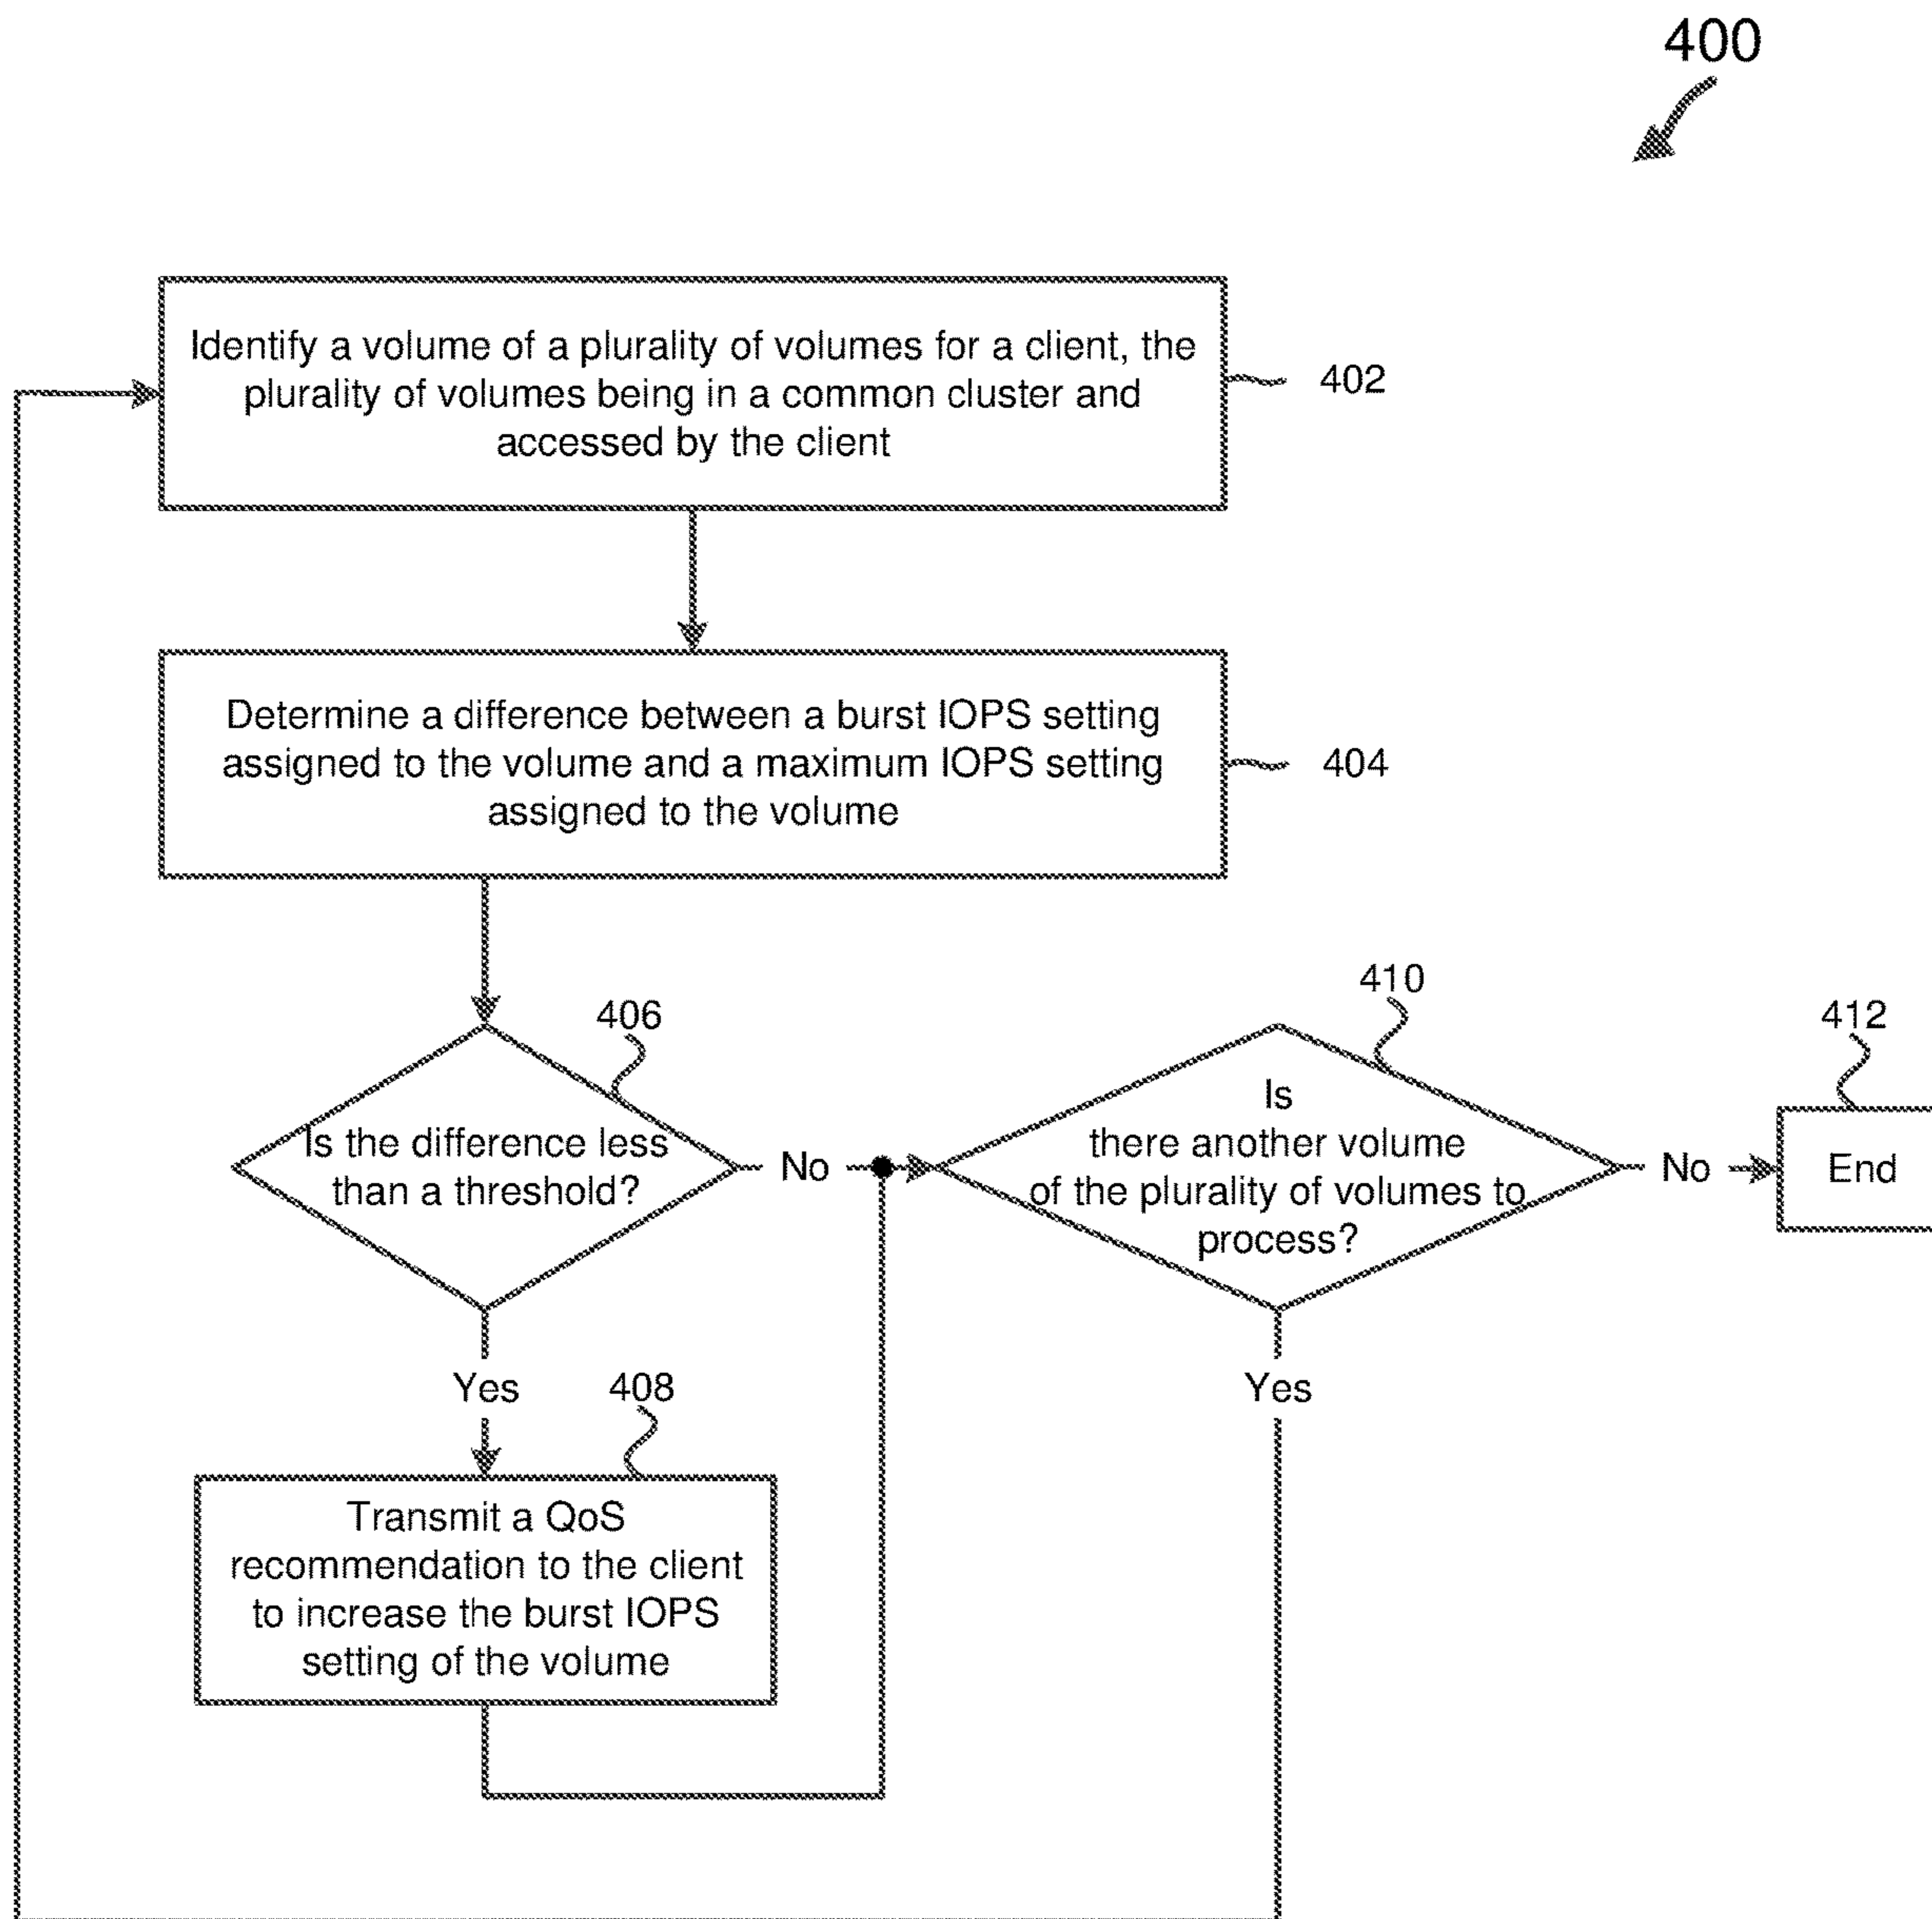 400
Identify a volume of a plurality of volumes for a client, the
plurality of volumes being in a common cluster and
accessed by the client
402
Determine a difference between a burst IOPS setting
assigned to the volume and a maximum IOPS setting
assigned to the volume
404
406
Is the difference less
than a threshold?
No
410
Is
there another volume
of the plurality of volumes to
process?
No
412
End
Yes
408
Transmit a QoS
recommendation to the client
to increase the burst IOPS
setting of the volume
Yes